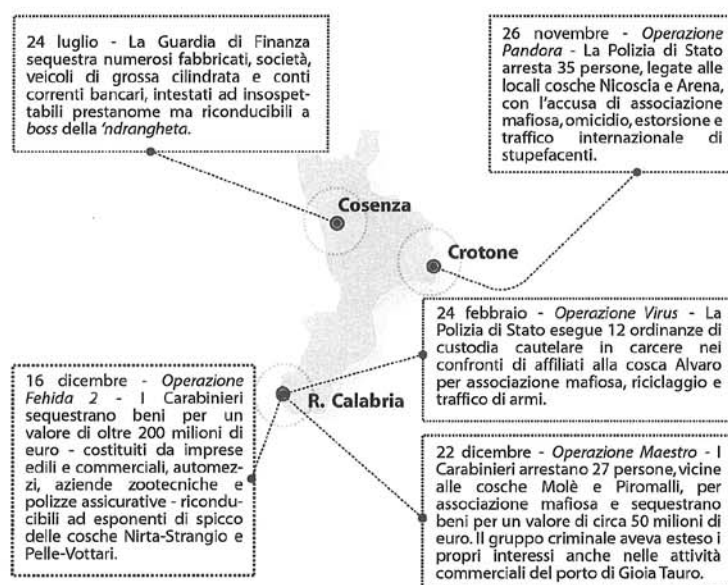 24 luglio - La Guardia di Finanza
sequestra numerosi fabbricati, società,
veicoli di grossa cilindrata e conti
correnti bancari, intestati ad insospet-
tabili prestanome ma riconducibili a
boss della 'ndrangheta.
26 novembre - Operazione
Pandora - La Polizia di Stato
arresta 35 persone, legate alle
locali cosche Nicoscia e Arena,
con l'accusa di associazione
mafiosa, omicidio, estorsione e
traffico internazionale di
stupefacenti.
Cosenza
Crotone
24 febbraio - Operazione Virus - La
Polizia di Stato esegue 12 ordinanze di
custodia cautelare in carcere nei
confronti di affiliati alla cosca Alvaro
per associazione mafiosa, riciclaggio e
traffico di armi.
R. Calabria
16 dicembre - Operazione
Fehida 2 - I Carabinieri
sequestrano beni per un
valore di oltre 200 milioni di
euro - costituiti da imprese
edili e commerciali, automez-
zi, aziende zootecniche e
polizze assicurative - ricondu-
cibili ad esponenti di spicco
delle cosche Nirta-Strangio e
Pelle-Vottari.
22 dicembre - Operazione Maestro - I
Carabinieri arrestano 27 persone, vicine
alle cosche Molè e Piromalli, per
associazione mafiosa e sequestrano
beni per un valore di circa 50 milioni di
euro. Il gruppo criminale aveva esteso i
propri interessi anche nelle attività
commerciali del porto di Gioia Tauro.